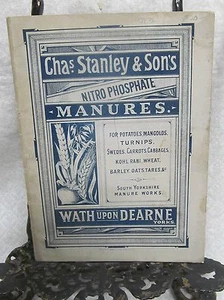 Chas Stanley & Son's
NITRO PHOSPHATE
MANURES.
FOR POTATOES, MANGOLDS,
TURNIPS,
SWEDES, CARROTS, CABBAGES,
KOHL RABI, WHEAT,
BARLEY, OATS, TARES, &c
SOUTH YORKSHIRE
MANURE WORKS.
WATH UPON DEARNE
YORKS.